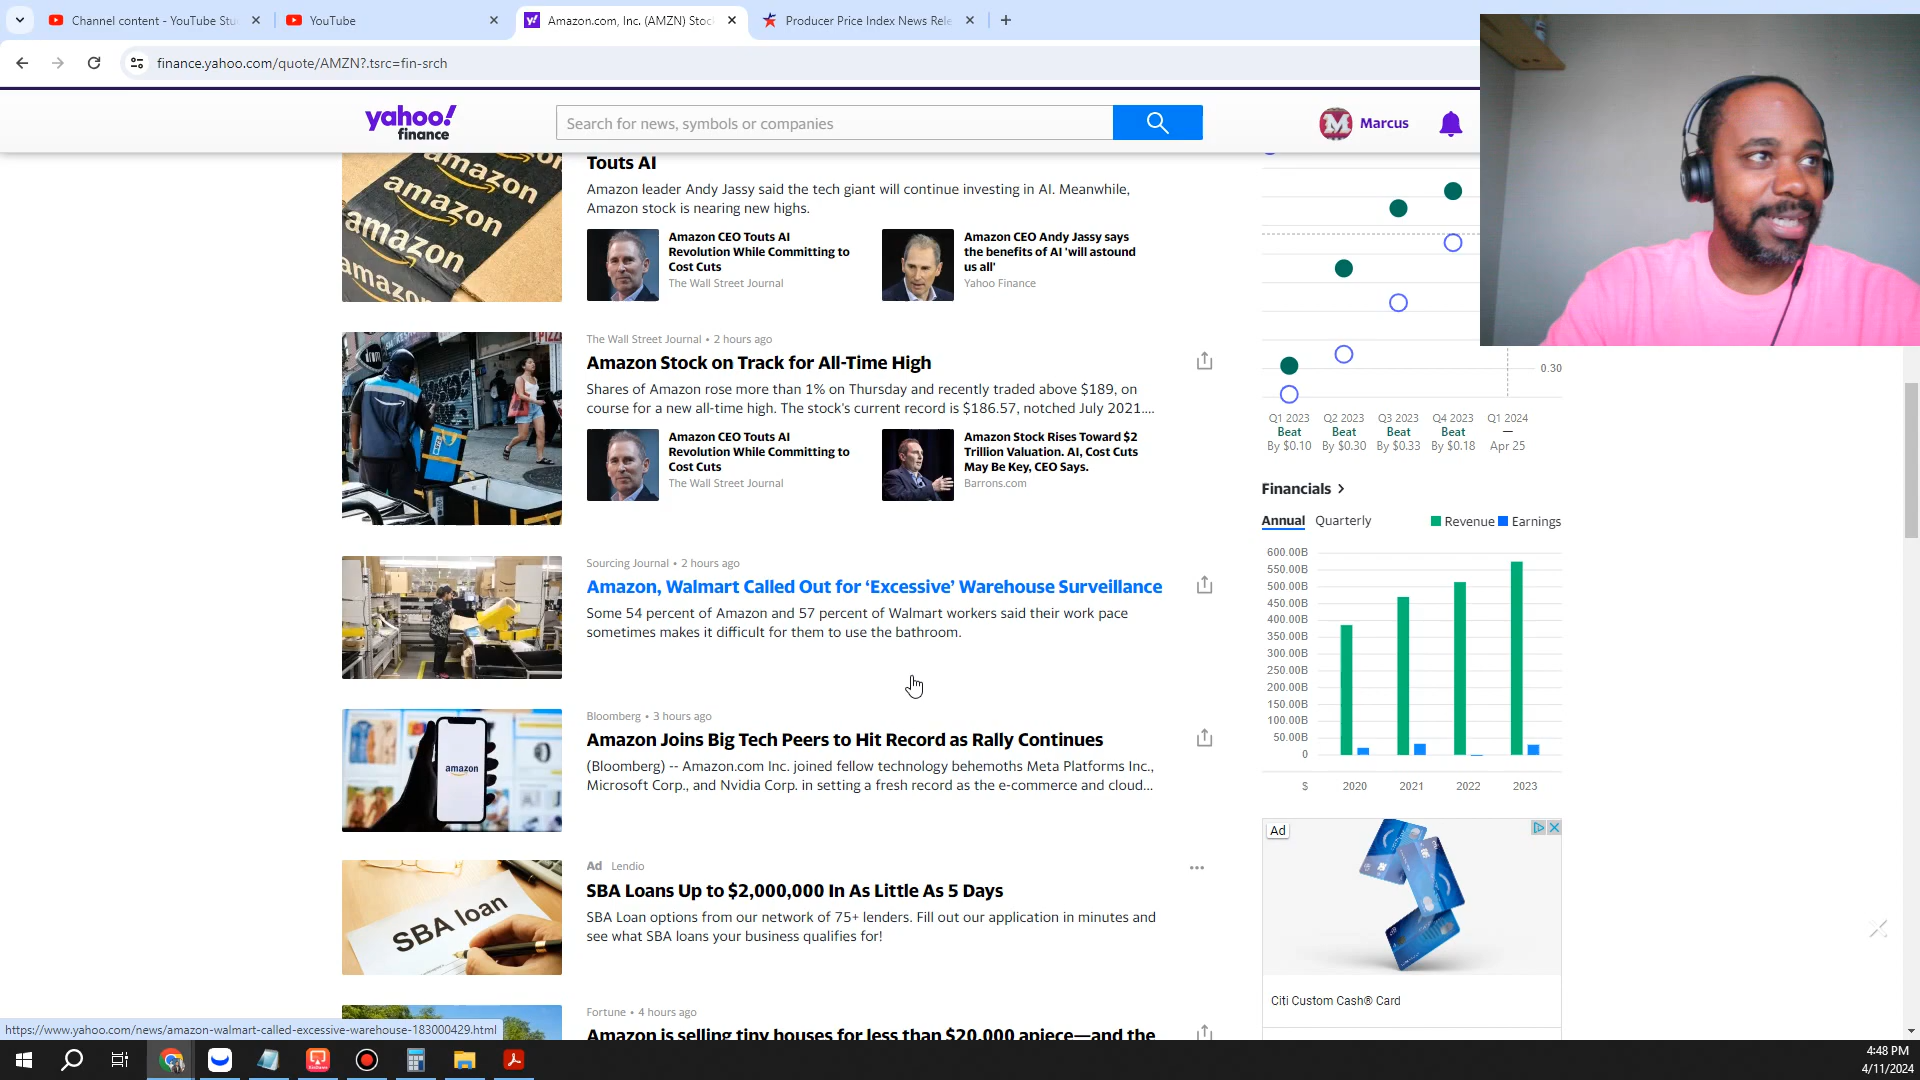 Channel content - YouTube Stu
YouTube
Amazon.com, Inc. (AMZN) Stoc
Producer Price Index News Rele
finance.yahoo.com/quote/AMZN?.tsrc=fin-srch
yahoo!
finance
Search for news, symbols or companies
M
Marcus
Touts AI
Amazon leader Andy Jassy said the tech giant will continue investing in AI. Meanwhile,
Amazon stock is nearing new highs.
amazon
amazon
amazon
Amazon CEO Touts AI
Revolution While Committing to
Cost Cuts
The Wall Street Journal
Amazon CEO Andy Jassy says
the benefits of AI 'will astound
us all'
Yahoo Finance
The Wall Street Journal • 2 hours ago
Amazon Stock on Track for All-Time High
Shares of Amazon rose more than 1% on Thursday and recently traded above $189, on
course for a new all-time high. The stock's current record is $186.57, notched July 2021....
Amazon CEO Touts AI
Revolution While Committing to
Cost Cuts
The Wall Street Journal
Amazon Stock Rises Toward $2
Trillion Valuation. AI, Cost Cuts
May Be Key, CEO Says.
Barrons.com
Sourcing Journal • 2 hours ago
Amazon, Walmart Called Out for ‘Excessive’ Warehouse Surveillance
Some 54 percent of Amazon and 57 percent of Walmart workers said their work pace
sometimes makes it difficult for them to use the bathroom.
Bloomberg • 3 hours ago
Amazon Joins Big Tech Peers to Hit Record as Rally Continues
(Bloomberg) -- Amazon.com Inc. joined fellow technology behemoths Meta Platforms Inc.,
Microsoft Corp., and Nvidia Corp. in setting a fresh record as the e-commerce and cloud...
amazon
Ad Lendio
SBA Loans Up to $2,000,000 In As Little As 5 Days
SBA Loan options from our network of 75+ lenders. Fill out our application in minutes and
see what SBA loans your business qualifies for!
SBA loan
Fortune • 4 hours ago
Amazon is selling tiny houses for less than $20,000 apiece—and the
0.30
Q1 2023 Q2 2023 Q3 2023 Q4 2023 Q1 2024
Beat Beat Beat Beat —
By $0.10 By $0.30 By $0.33 By $0.18 Apr 25
Financials
Annual Quarterly
Revenue Earnings
600.00B
550.00B
500.00B
450.00B
400.00B
350.00B
300.00B
250.00B
200.00B
150.00B
100.00B
50.00B
0
$ 2020 2021 2022 2023
Ad
Citi Custom Cash® Card
https://www.yahoo.com/news/amazon-walmart-called-excessive-warehouse-183000429.html
4:48 PM
4/11/2024